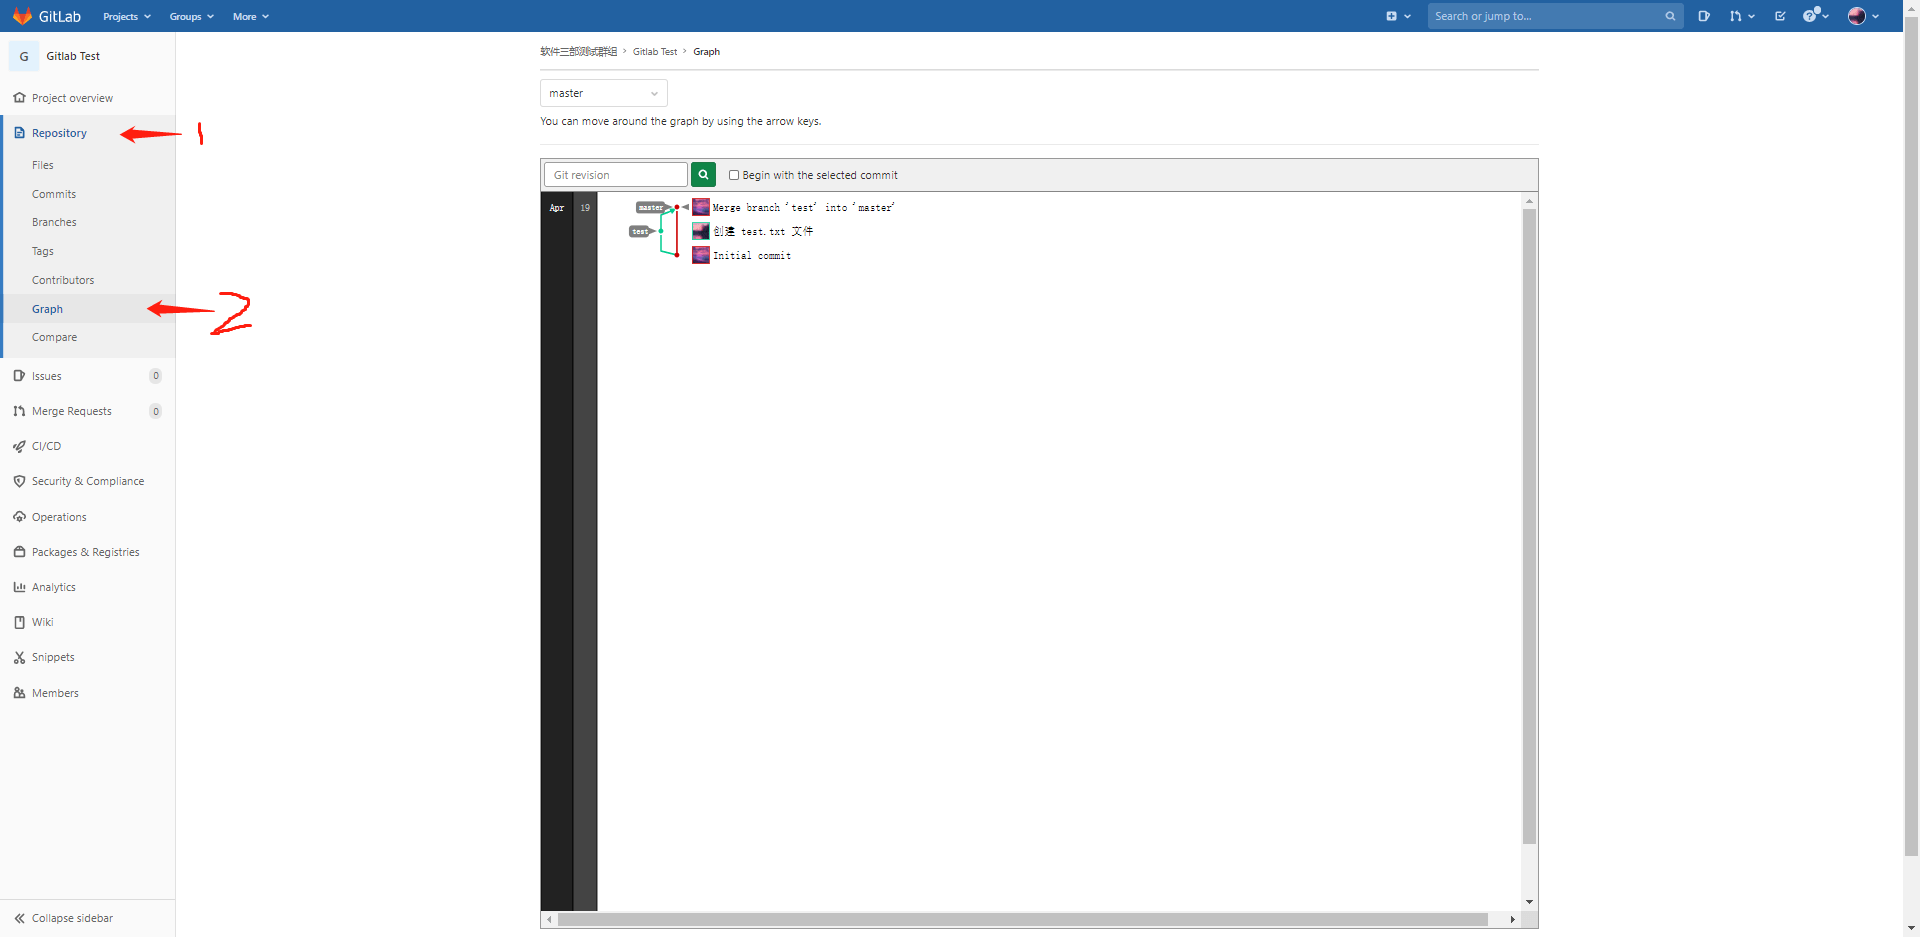 GitLab Projects Groups More Search or jump to...
G Gitlab Test
Project overview
Repository
1
Files
Commits
Branches
Tags
Contributors
Graph
2
Compare
Issues 0
Merge Requests 0
CI/CD
Security & Compliance
Operations
Packages & Registries
Analytics
Wiki
Snippets
Members
Collapse sidebar
软件三部测试群组 > Gitlab Test > Graph
master
You can move around the graph by using the arrow keys.
Git revision Begin with the selected commit
Apr 19 master Merge branch 'test' into 'master'
test 创建 test.txt 文件
Initial commit